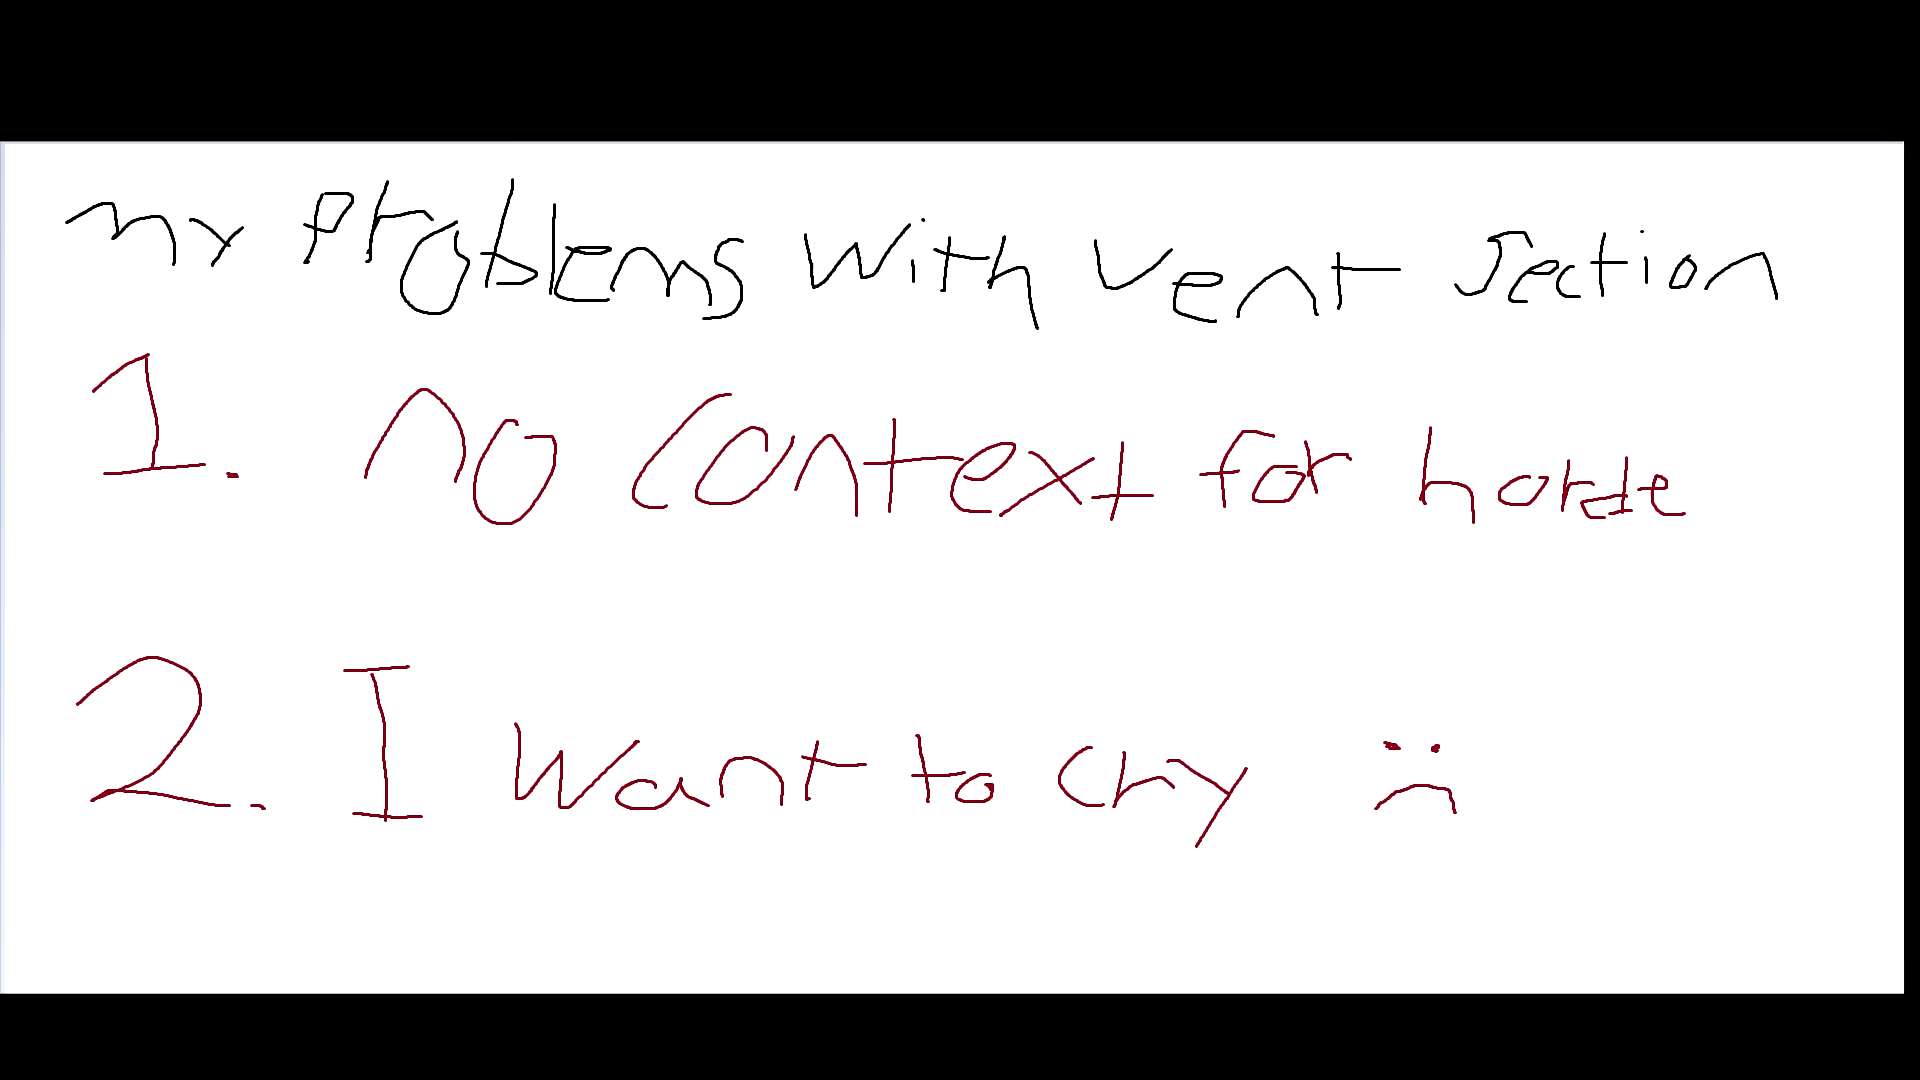 my Problems with vent section
1. no context for horde
2. I want to cry :(